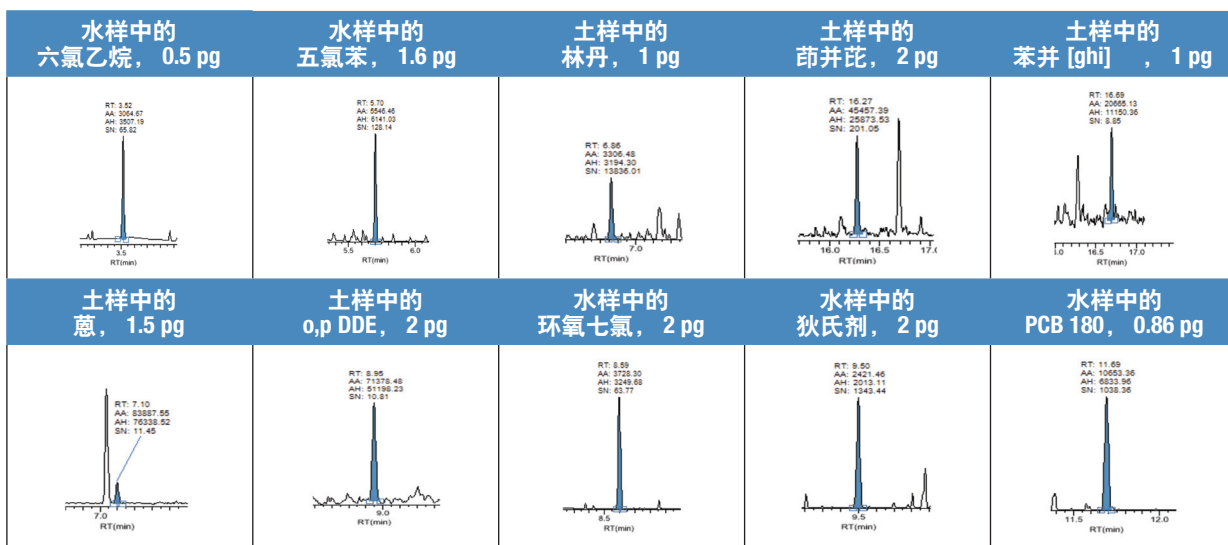 水样中的
六氯乙烷， 0.5 pg
水样中的
五氯苯， 1.6 pg
土样中的
林丹， 1 pg
土样中的
茚并芘， 2 pg
土样中的
苯并 [ghi] ， 1 pg
RT: 3.52
AA: 3064.67
AH: 3507.19
SN: 65.82
3.5
RT(min)
RT: 5.70
AA: 5546.46
AH: 6141.03
SN: 128.14
5.5 6.0
RT(min)
RT: 6.86
AA: 3306.48
AH: 3194.30
SN: 13836.01
7.0
RT(min)
RT: 16.27
AA: 45457.39
AH: 25873.53
SN: 201.05
16.0 16.5 17.0
RT(min)
RT: 16.69
AA: 20665.13
AH: 11150.36
SN: 8.85
6.0 16.5 17.0
RT(min)
土样中的
蒽， 1.5 pg
土样中的
o,p DDE， 2 pg
水样中的
环氧七氯， 2 pg
水样中的
狄氏剂， 2 pg
水样中的
PCB 180， 0.86 pg
RT: 7.10
AA: 83887.55
AH: 76338.52
SN: 11.45
7.0
RT(min)
RT: 8.95
AA: 71378.48
AH: 51198.23
SN: 10.81
9.0
RT(min)
RT: 8.59
AA: 3728.30
AH: 3249.68
SN: 63.77
8.5
RT(min)
RT: 9.50
AA: 2421.46
AH: 2013.11
SN: 1343.44
9.5
RT(min)
RT: 11.69
AA: 10653.36
AH: 6833.96
SN: 1038.36
11.5 12.0
RT(min)